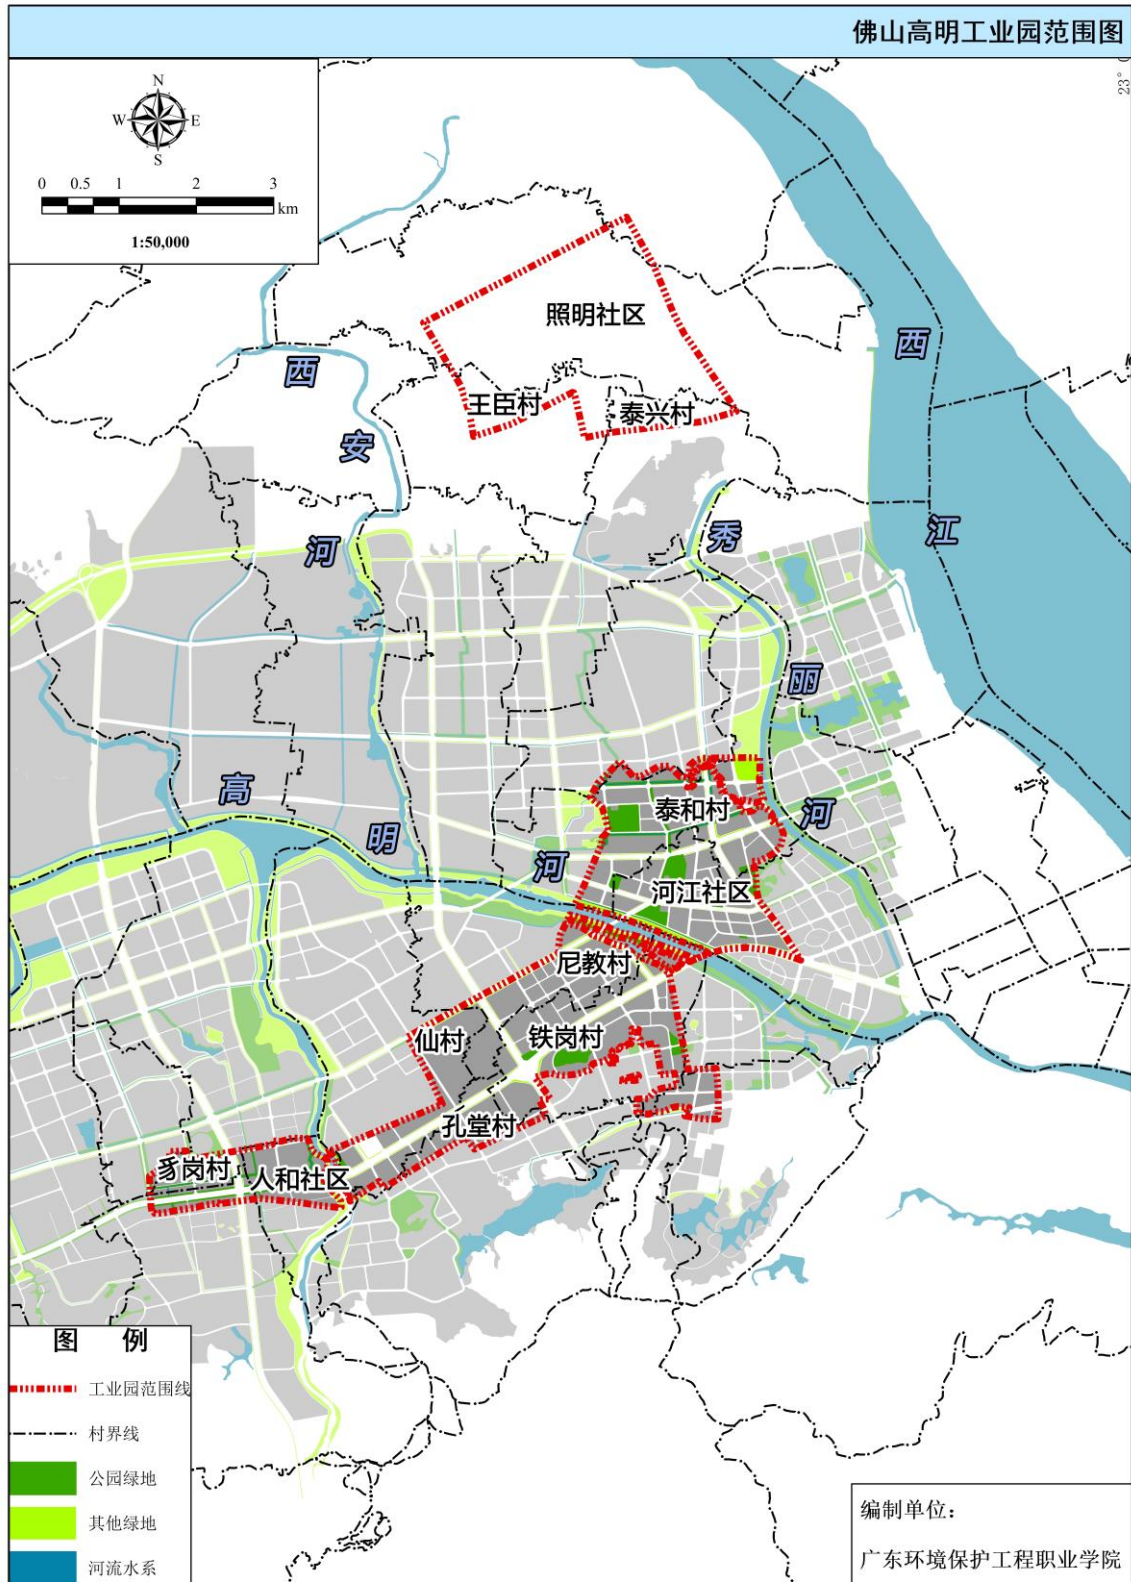 佛山高明工业园范围图
23° 0
N
W E
S
0 0.5 1 2 3
km
1:50,000
照明社区
王臣村
泰兴村
西
江
西
安
河
秀
丽
河
高
明
河
泰和村
河江社区
尼教村
铁岗村
仙村
孔堂村
豸岗村
人和社区
图 例
工业园范围线
村界线
公园绿地
其他绿地
河流水系
编制单位：
广东环境保护工程职业学院